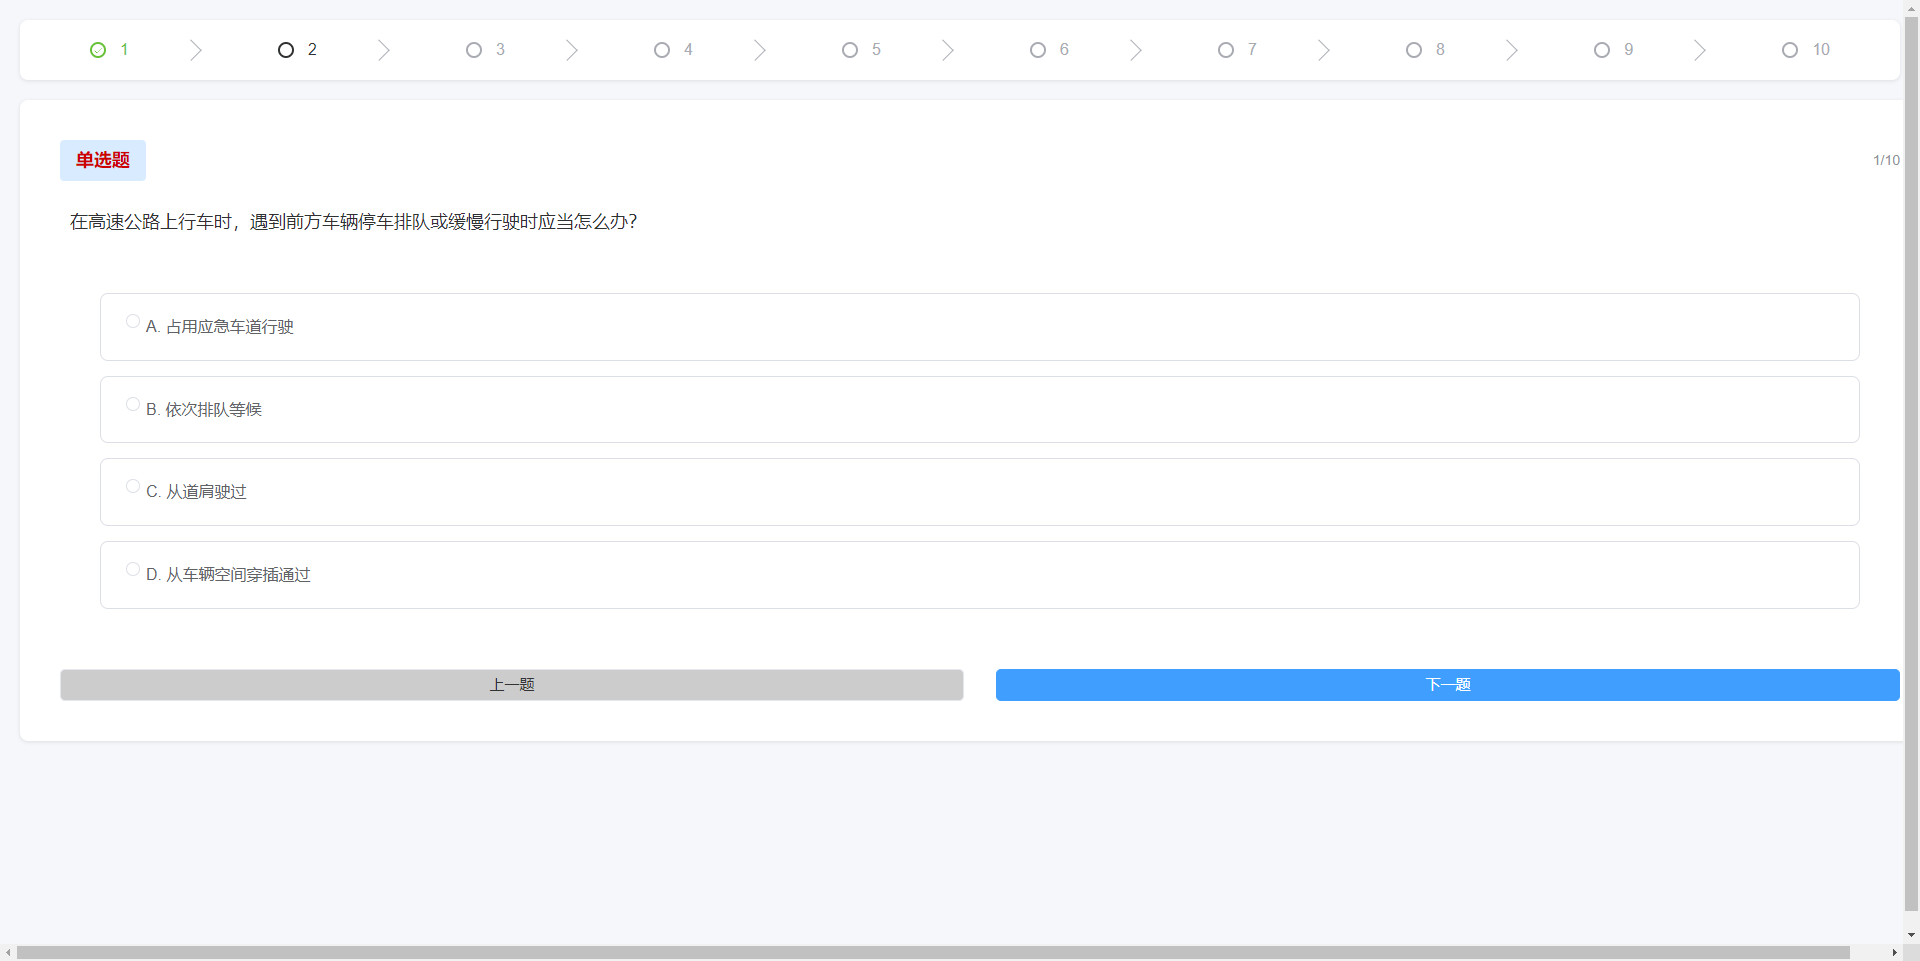 1 2 3 4 5 6 7 8 9 10
单选题 1/10
在高速公路上行车时，遇到前方车辆停车排队或缓慢行驶时应当怎么办？
A. 占用应急车道行驶
B. 依次排队等候
C. 从道肩驶过
D. 从车辆空间穿插通过
上一题 下一题